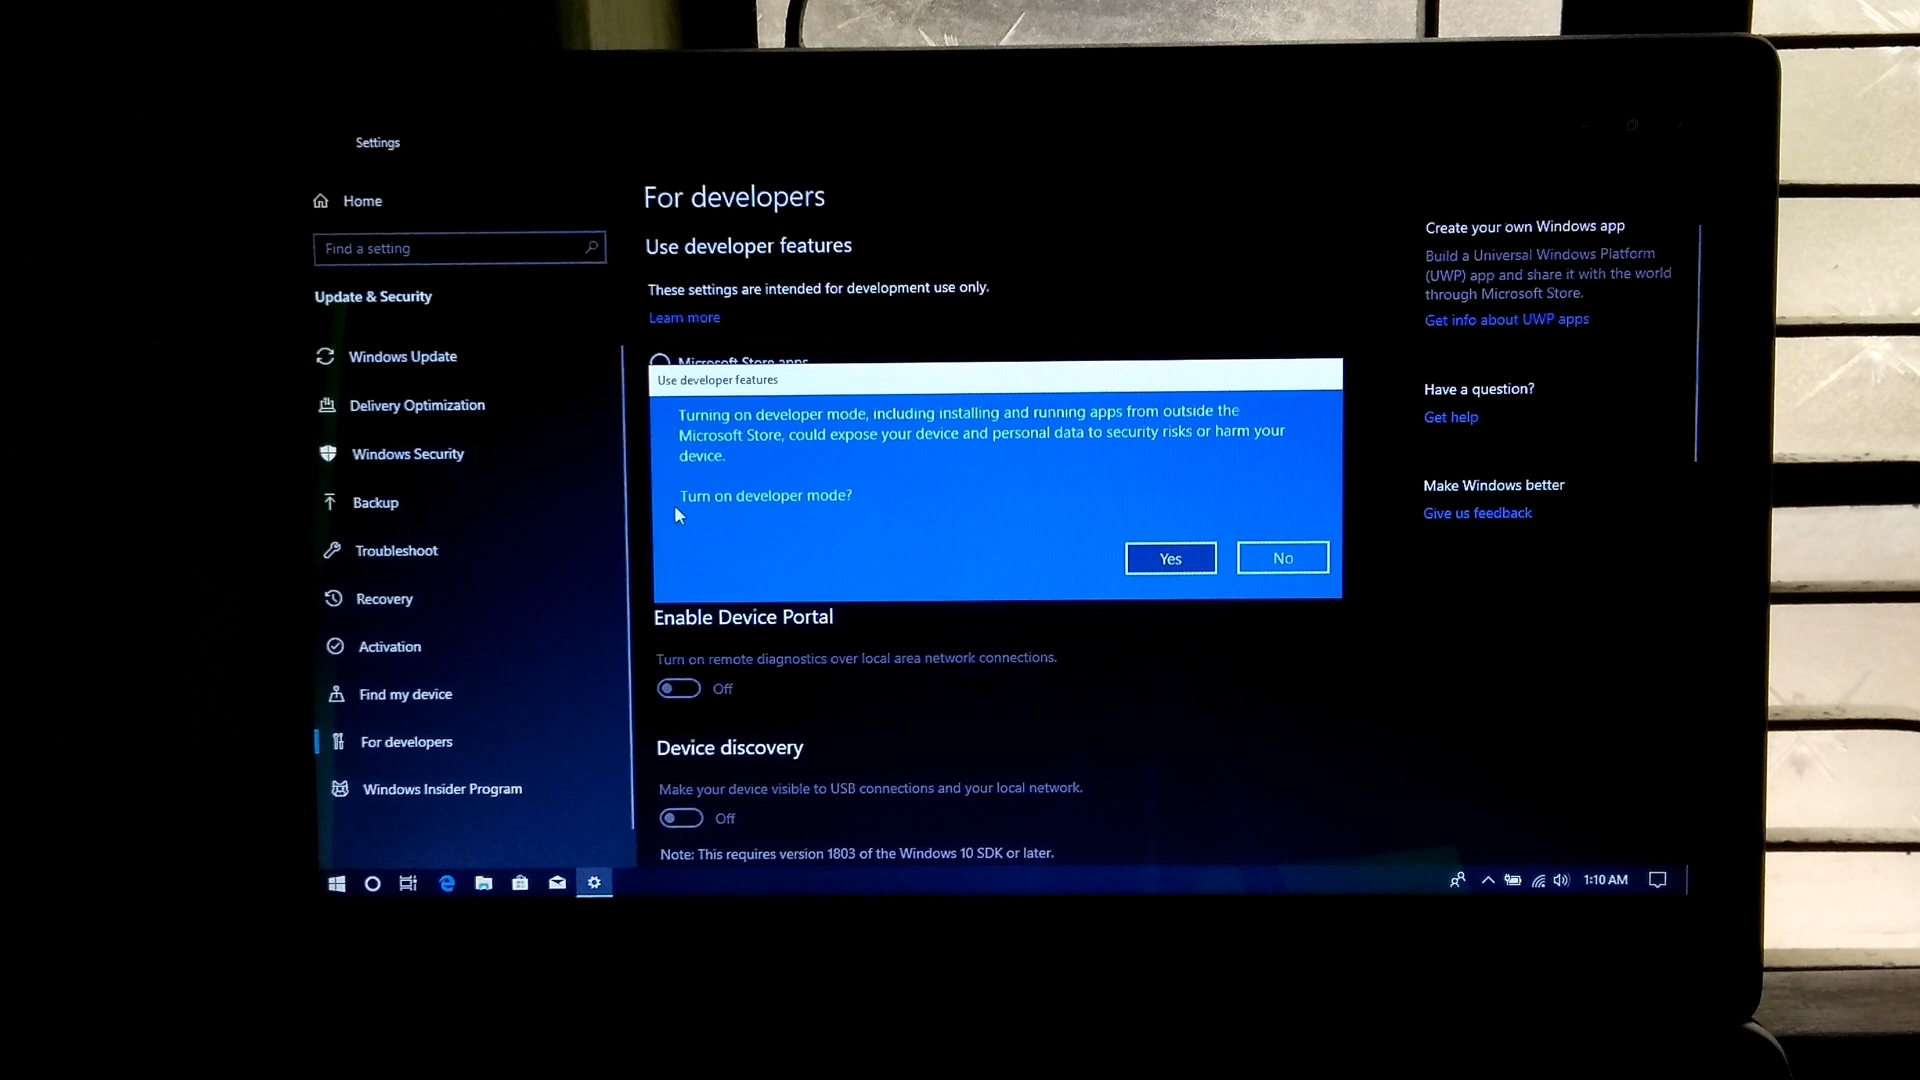 Settings
Home
Find a setting
Update & Security
Windows Update
Delivery Optimization
Windows Security
Backup
Troubleshoot
Recovery
Activation
Find my device
For developers
Windows Insider Program
For developers
Use developer features
These settings are intended for development use only.
Learn more
Microsoft Store apps
Use developer features
Turning on developer mode, including installing and running apps from outside the
Microsoft Store, could expose your device and personal data to security risks or harm your
device.
Turn on developer mode?
Yes
No
Enable Device Portal
Turn on remote diagnostics over local area network connections.
Off
Device discovery
Make your device visible to USB connections and your local network.
Off
Note: This requires version 1803 of the Windows 10 SDK or later.
Create your own Windows app
Build a Universal Windows Platform
(UWP) app and share it with the world
through Microsoft Store.
Get info about UWP apps
Have a question?
Get help
Make Windows better
Give us feedback
1:10 AM